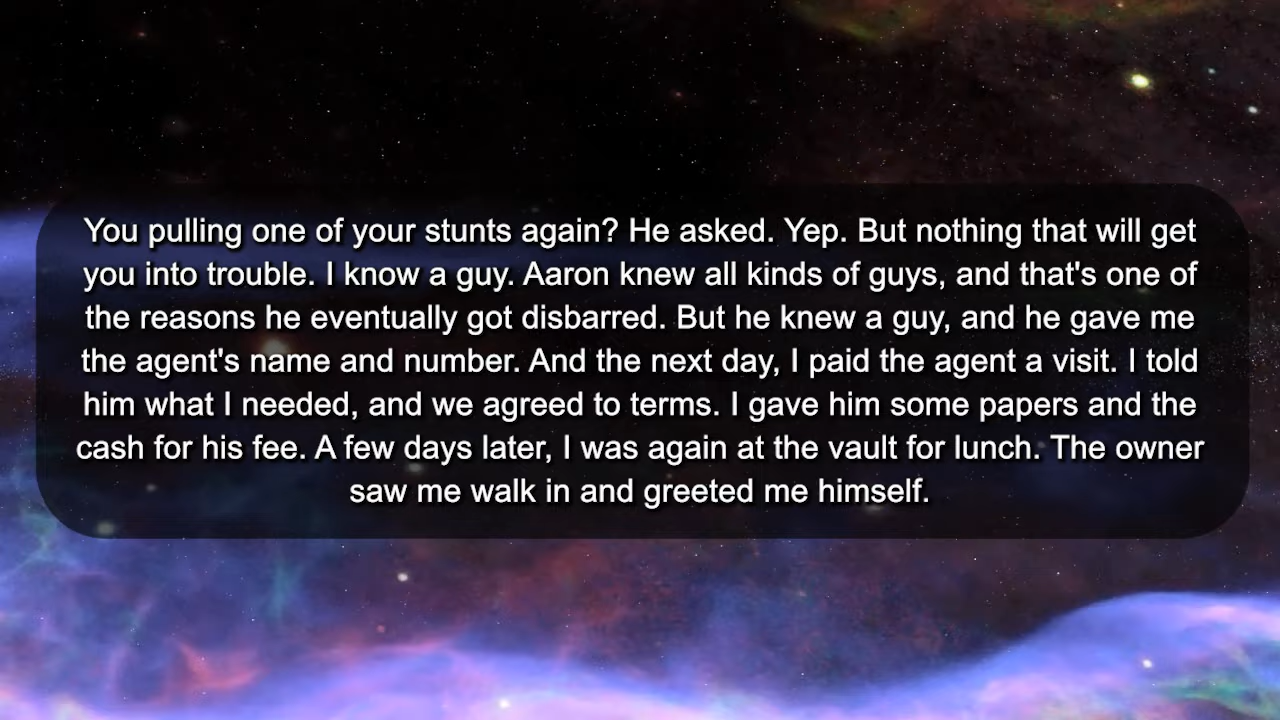 You pulling one of your stunts again? He asked. Yep. But nothing that will get
you into trouble. I know a guy. Aaron knew all kinds of guys, and that's one of
the reasons he eventually got disbarred. But he knew a guy, and he gave me
the agent's name and number. And the next day, I paid the agent a visit. I told
him what I needed, and we agreed to terms. I gave him some papers and the
cash for his fee. A few days later, I was again at the vault for lunch. The owner
saw me walk in and greeted me himself.